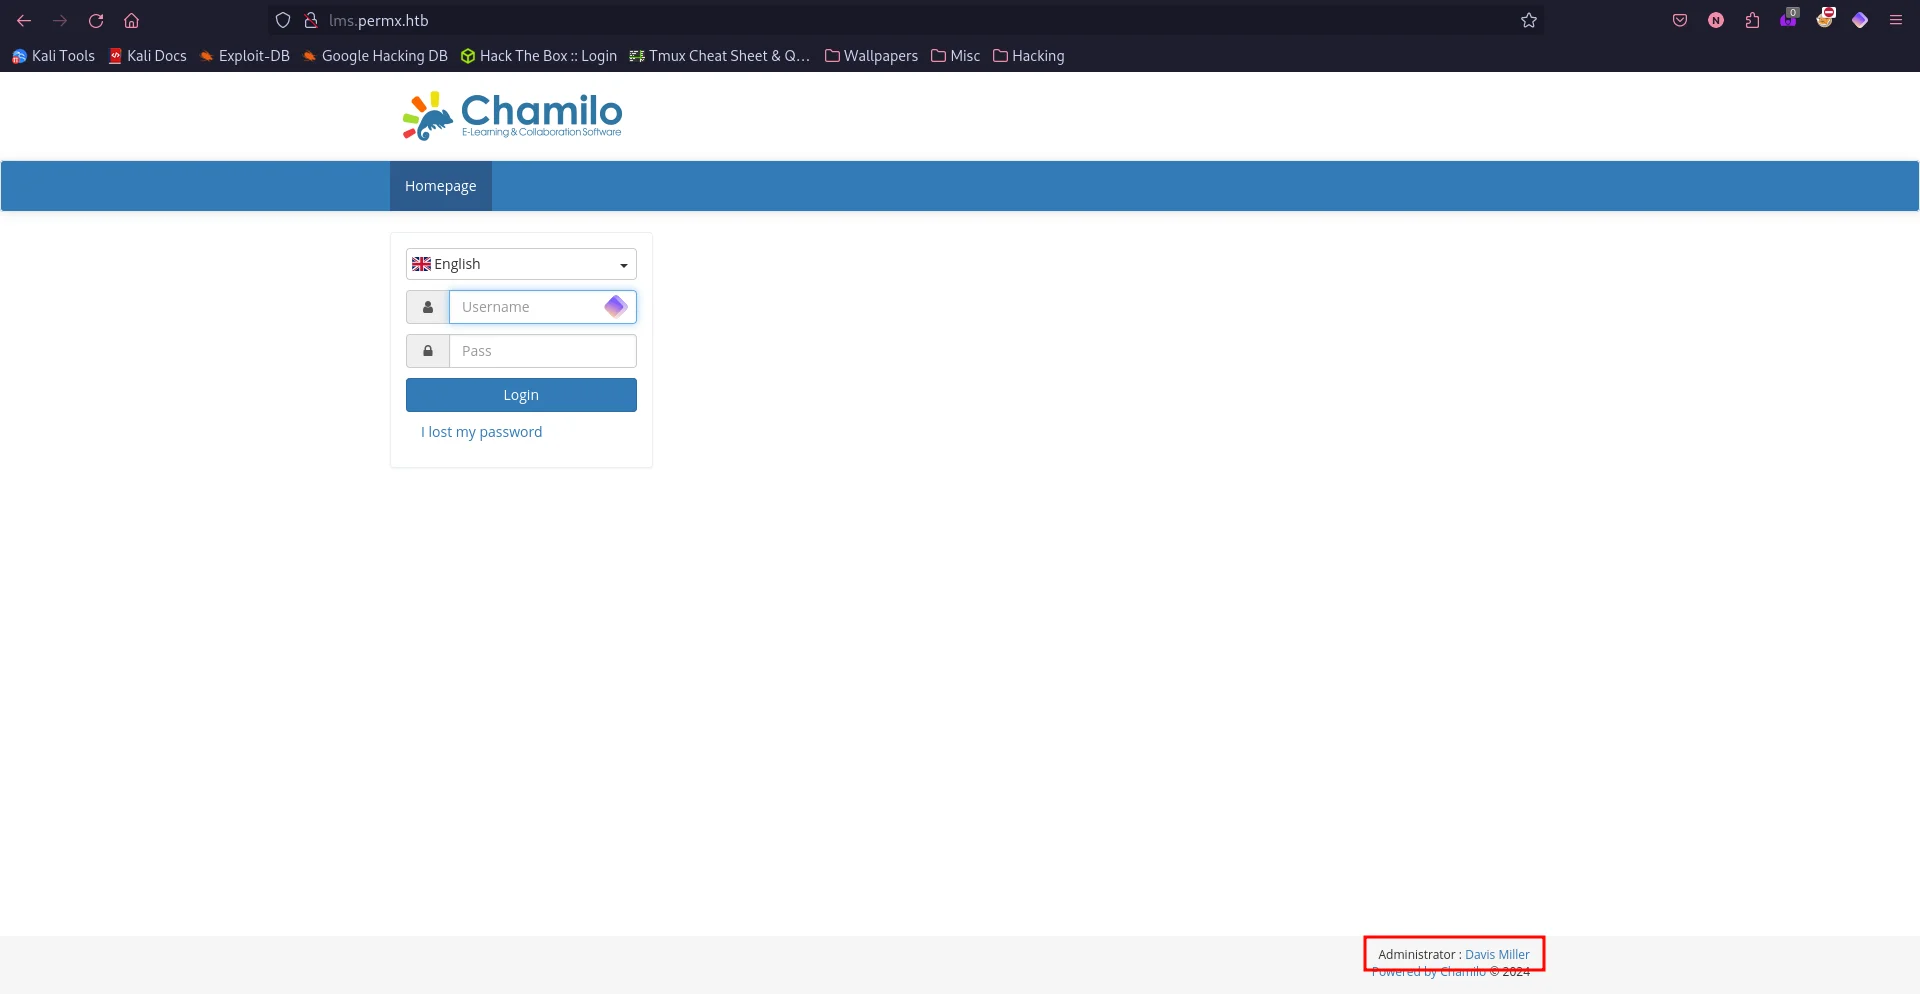 lms.permx.htb
N
0
Kali Tools Kali Docs Exploit-DB Google Hacking DB Hack The Box :: Login Tmux Cheat Sheet & Q... Wallpapers Misc Hacking
Chamilo
E-Learning & Collaboration Software
Homepage
English
Username
Pass
Login
I lost my password
Administrator : Davis Miller
Powered by Chamilo © 2024